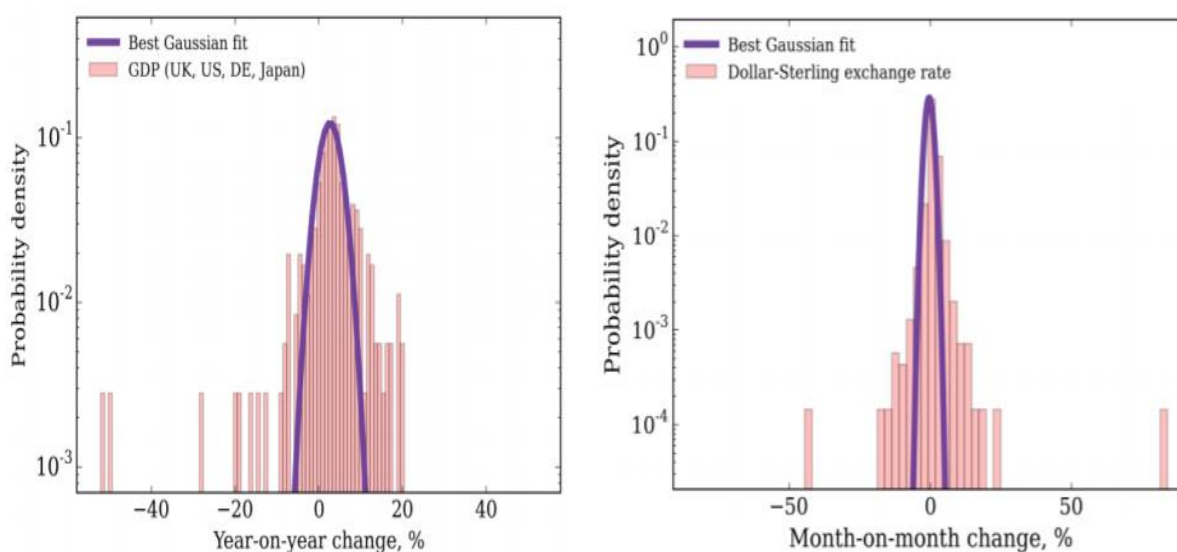 Best Gaussian fit
GDP (UK, US, DE, Japan)
10^-1
10^-2
10^-3
Probability density
−40 −20 0 20 40
Year-on-year change, %
Best Gaussian fit
Dollar-Sterling exchange rate
10^0
10^-1
10^-2
10^-3
10^-4
Probability density
−50 0 50
Month-on-month change, %